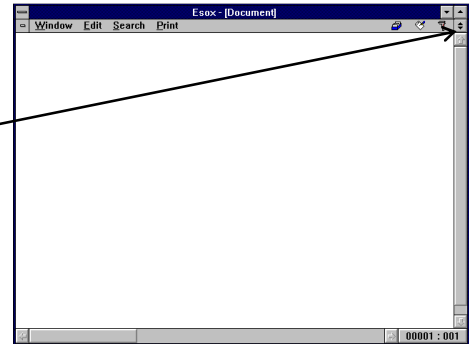 Esox - [Document]
Window Edit Search Print
00001 : 001